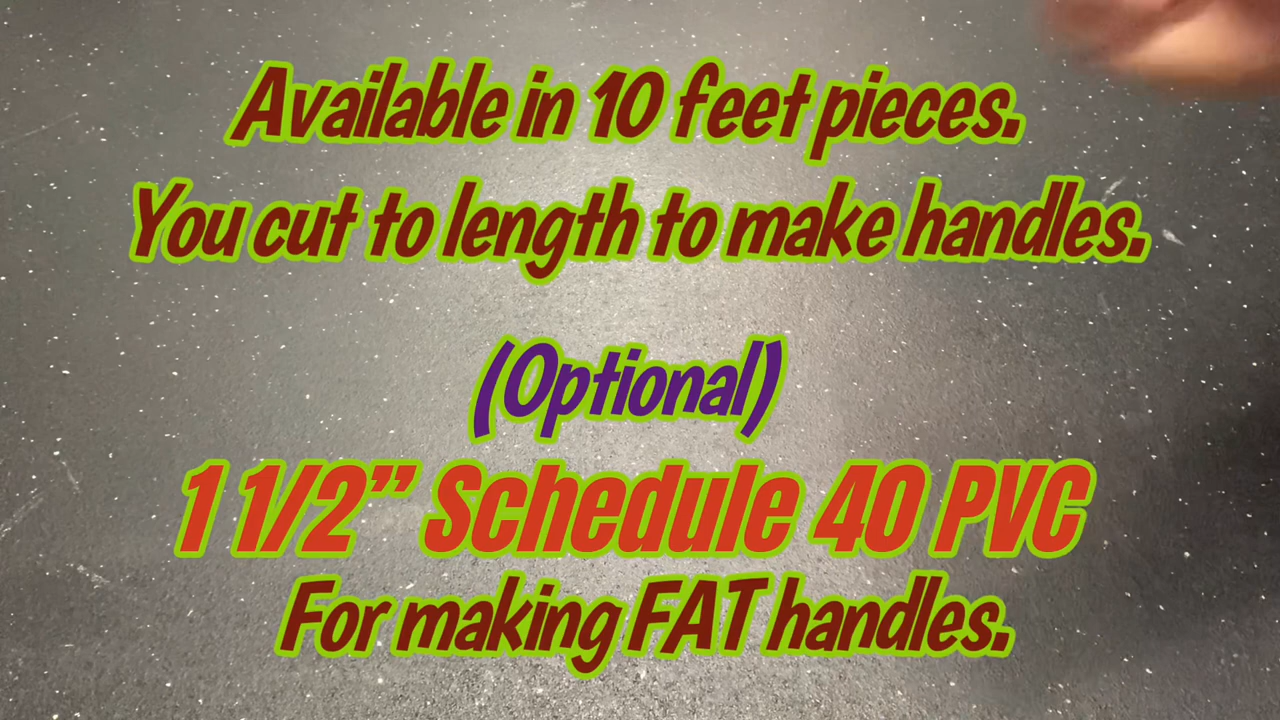 Available in 10 feet pieces.
You cut to length to make handles.
(Optional)
1 1/2” Schedule 40 PVC
For making FAT handles.